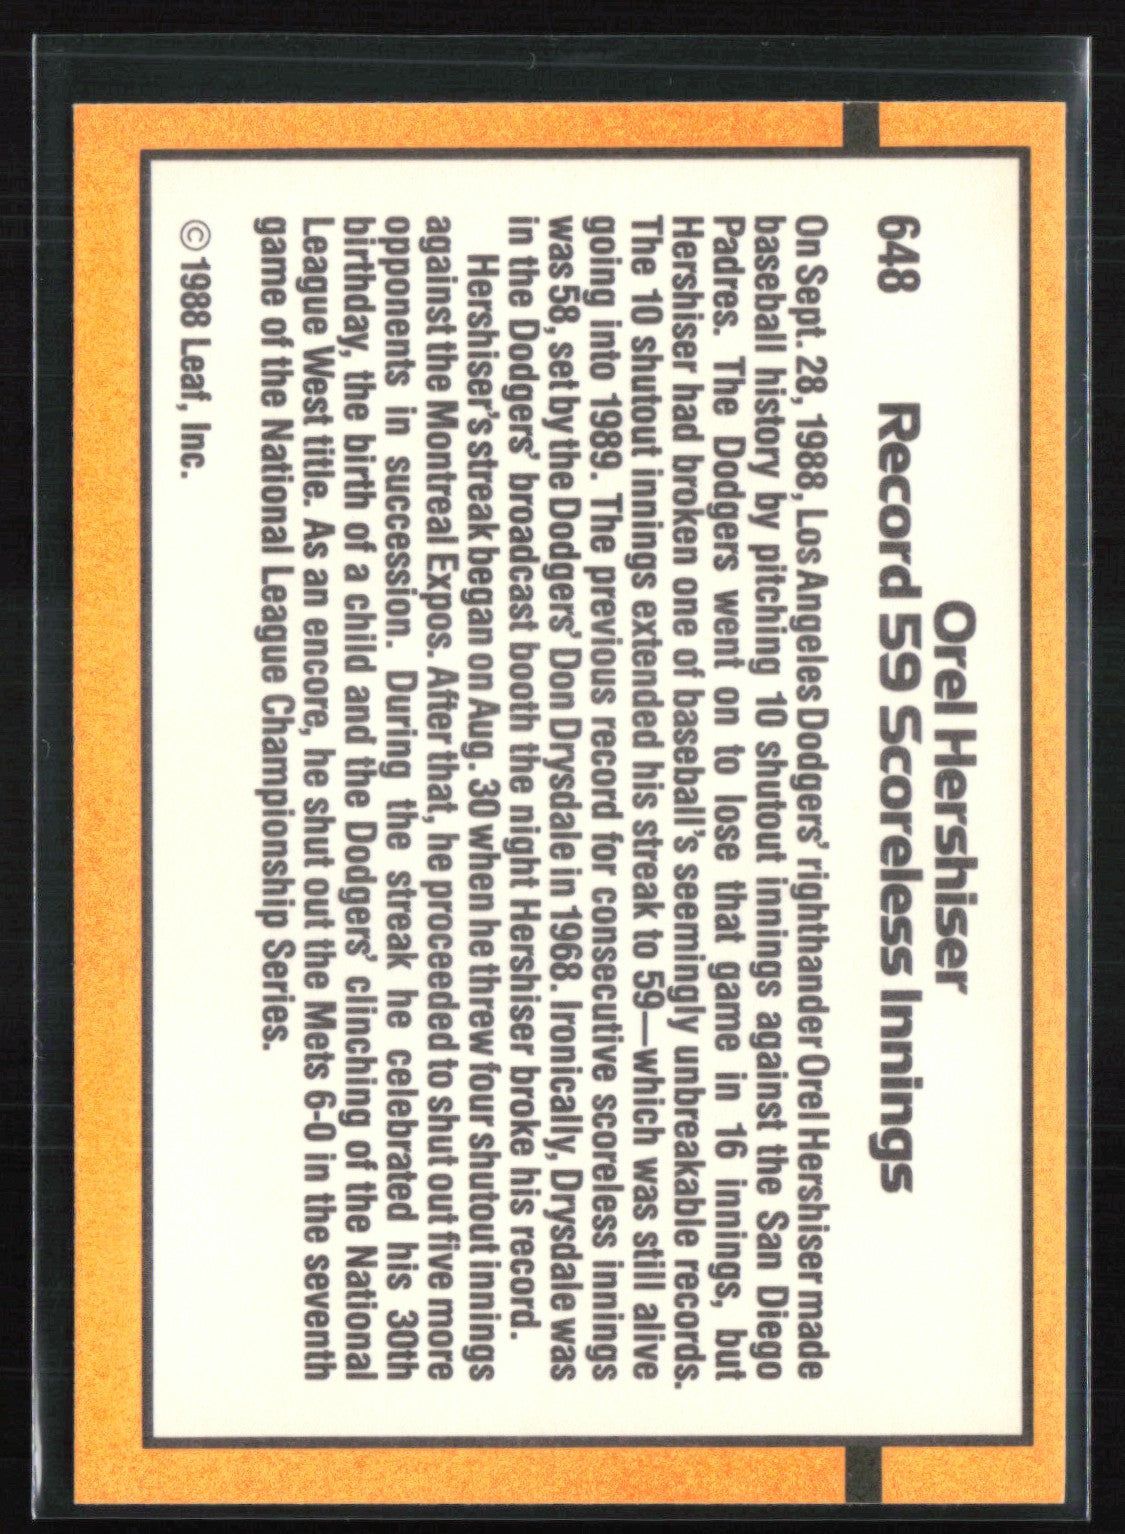 Orel Hershiser
648 Record 59 Scoreless Innings
On Sept. 28, 1988, Los Angeles Dodgers' righthander Orel Hershiser made
baseball history by pitching 10 shutout innings against the San Diego
Padres. The Dodgers went on to lose that game in 16 innings, but
Hershiser had broken one of baseball's seemingly unbreakable records.
The 10 shutout innings extended his streak to 59—which was still alive
going into 1989. The previous record for consecutive scoreless innings
was 58, set by the Dodgers' Don Drysdale in 1968. Ironically, Drysdale was
in the Dodgers' broadcast booth the night Hershiser broke his record.
Hershiser's streak began on Aug. 30 when he threw four shutout innings
against the Montreal Expos. After that, he proceeded to shut out five more
opponents in succession. During the streak he celebrated his 30th
birthday, the birth of a child and the Dodgers' clinching of the National
League West title. As an encore, he shut out the Mets 6-0 in the seventh
game of the National League Championship Series.
© 1988 Leaf, Inc.